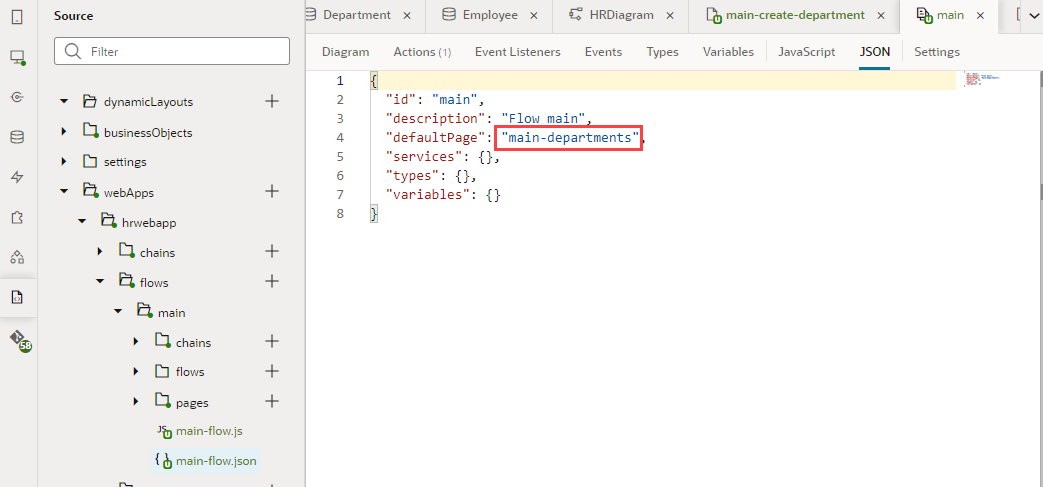 Source
Filter
dynamicLayouts
businessObjects
settings
webApps
hrwebapp
chains
flows
main
chains
flows
pages
JS main-flow.js
{ } main-flow.json
58
Department Employee HRDiagram main-create-department main
Diagram Actions (1) Event Listeners Events Types Variables JavaScript JSON Settings
1 {
2 "id": "main",
3 "description": "Flow main",
4 "defaultPage": "main-departments",
5 "services": {},
6 "types": {},
7 "variables": {}
8 }